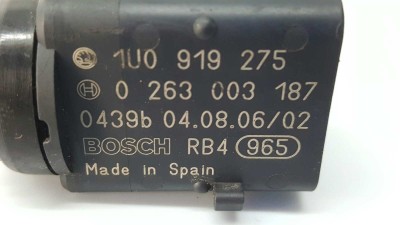 1U0 919 275
0 263 003 187
0439b 04.08.06/02
BOSCH RB4 965
Made in Spain